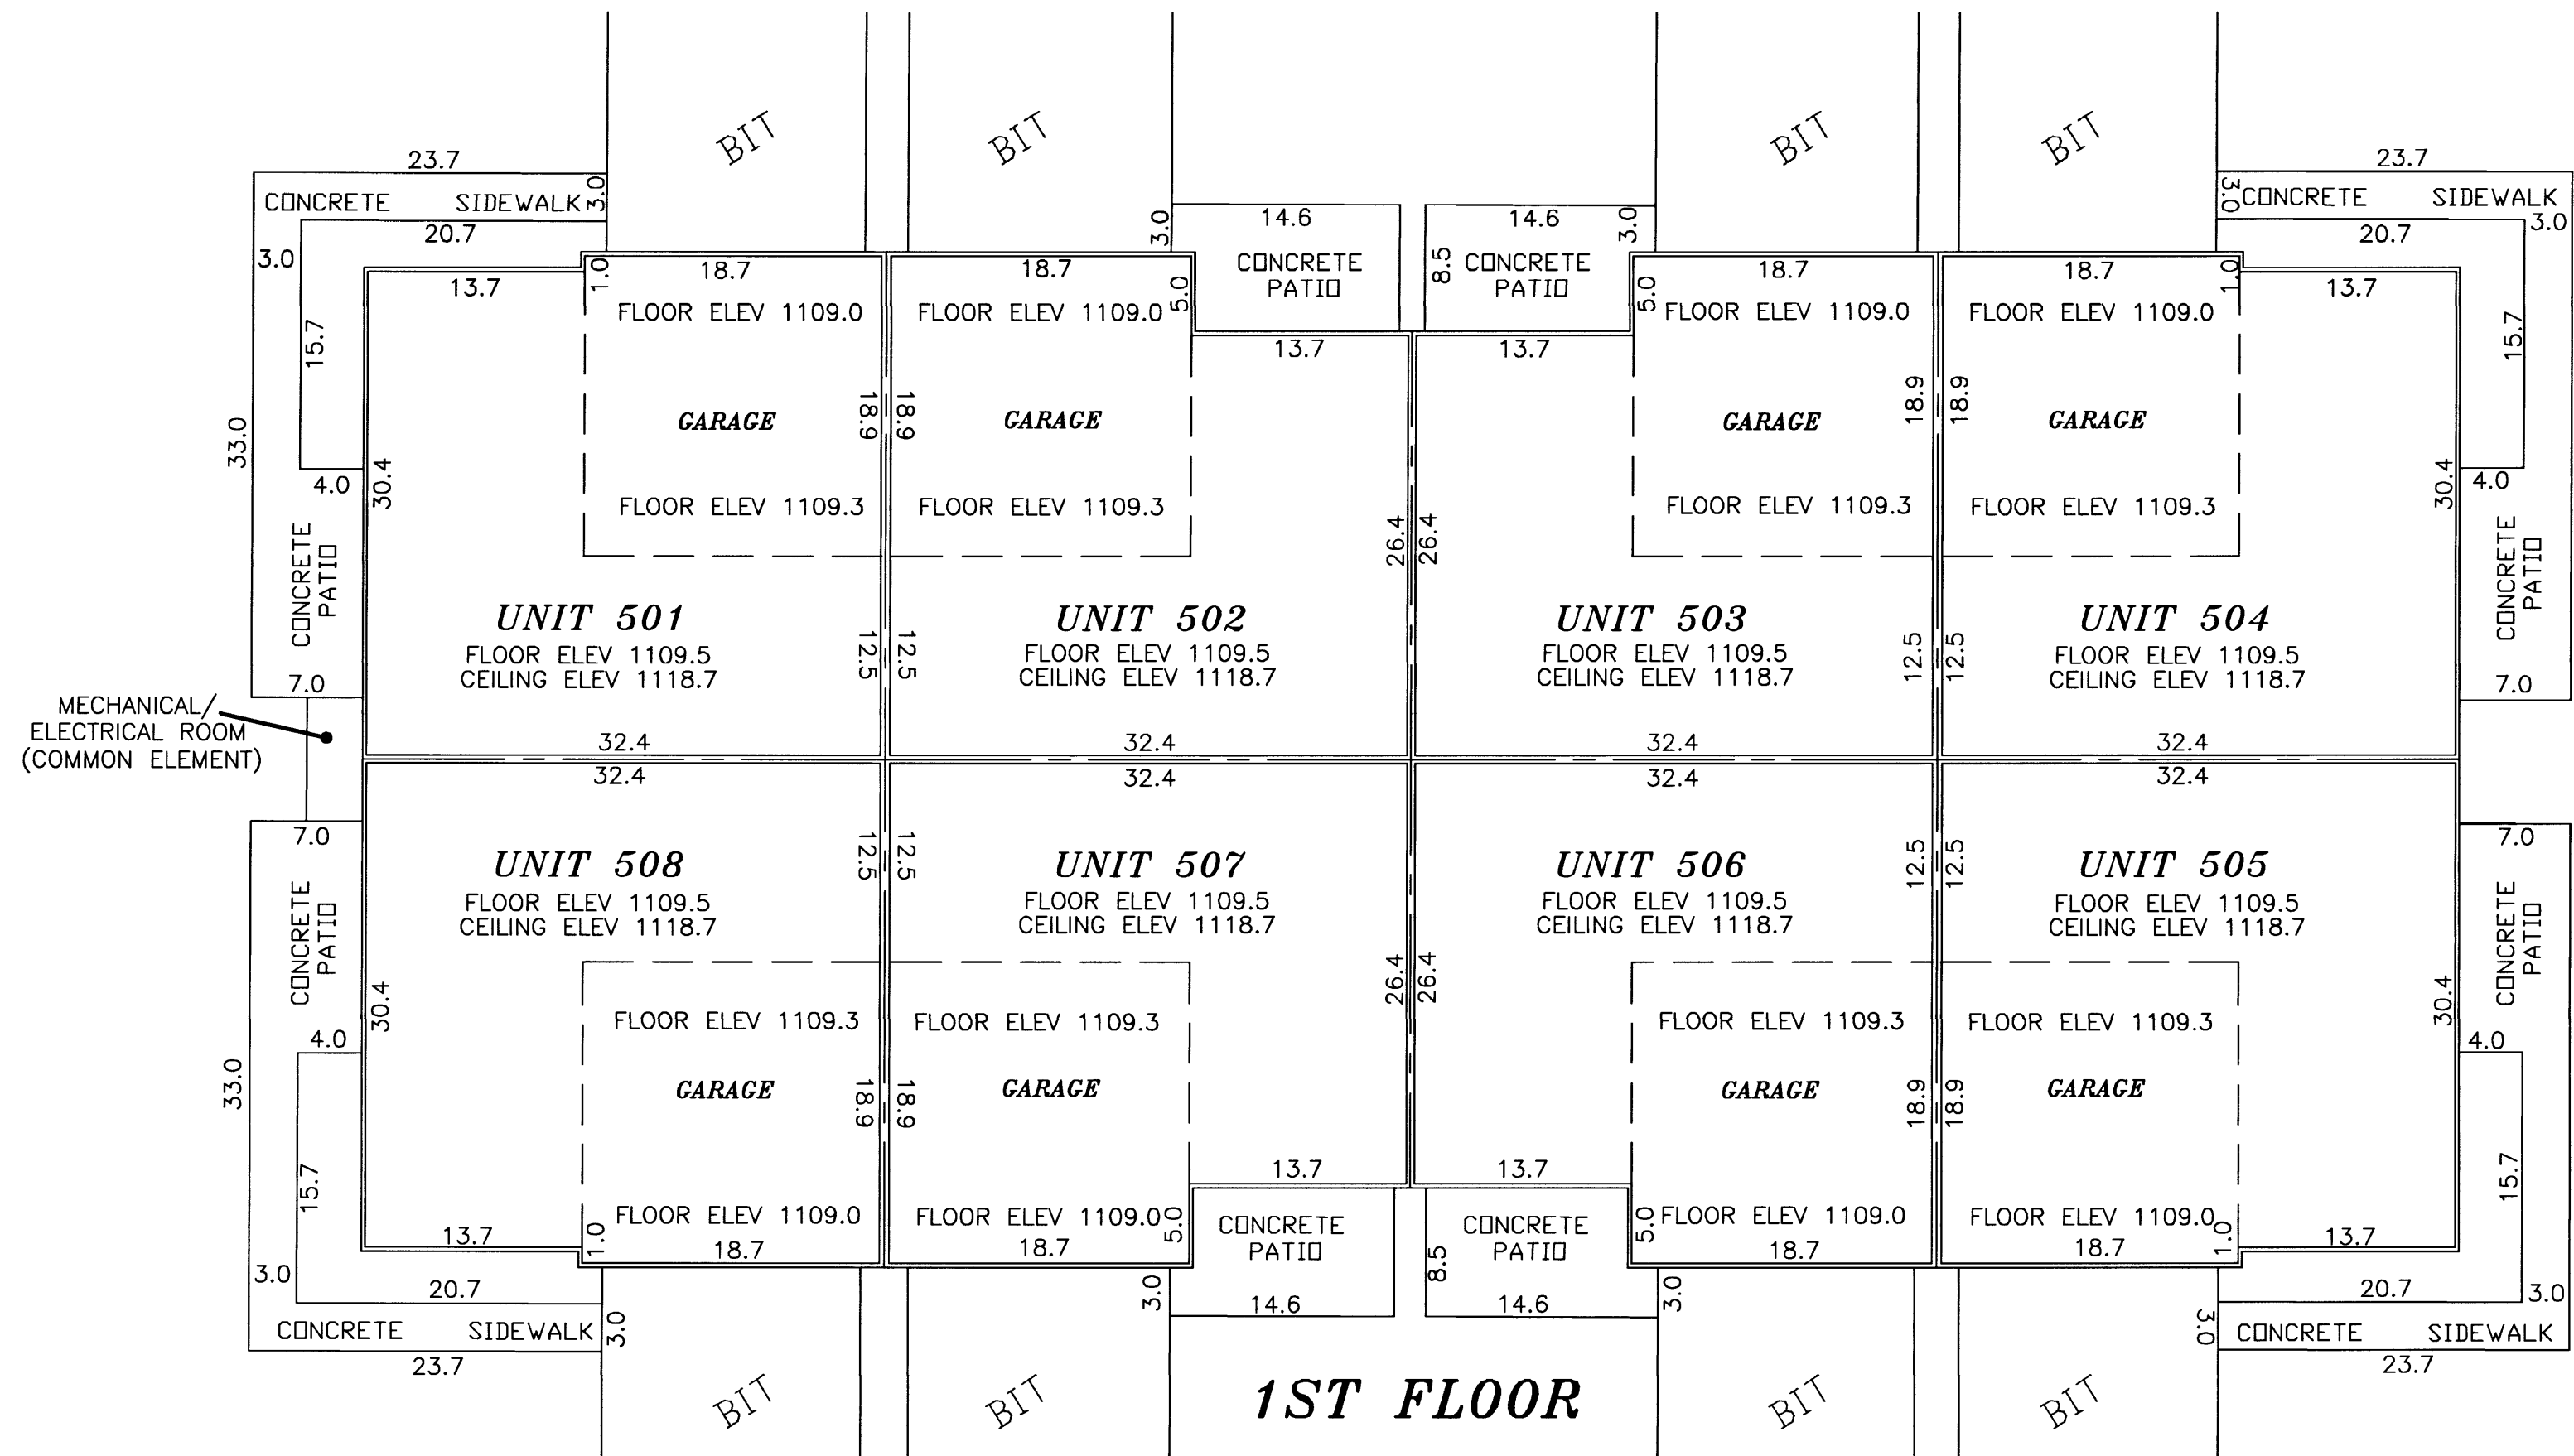 BIT
BIT
BIT
BIT
23.7
23.7
CONCRETE SIDEWALK 3.0
3.0 CONCRETE SIDEWALK
20.7
3.0
14.6
14.6
3.0
20.7
3.0
3.0
13.7
1.0
18.7
18.7
5.0
CONCRETE
PATIO
8.5
CONCRETE
PATIO
5.0
18.7
18.7
1.0
13.7
FLOOR ELEV 1109.0
FLOOR ELEV 1109.0
FLOOR ELEV 1109.0
FLOOR ELEV 1109.0
15.7
13.7
13.7
15.7
33.0
GARAGE
18.9
18.9
GARAGE
GARAGE
18.9
18.9
GARAGE
4.0
30.4
30.4
4.0
FLOOR ELEV 1109.3
FLOOR ELEV 1109.3
26.4
26.4
FLOOR ELEV 1109.3
FLOOR ELEV 1109.3
CONCRETE
PATIO
CONCRETE
PATIO
UNIT 501
FLOOR ELEV 1109.5
CEILING ELEV 1118.7
12.5
12.5
UNIT 502
FLOOR ELEV 1109.5
CEILING ELEV 1118.7
UNIT 503
FLOOR ELEV 1109.5
CEILING ELEV 1118.7
12.5
12.5
UNIT 504
FLOOR ELEV 1109.5
CEILING ELEV 1118.7
7.0
7.0
MECHANICAL/
ELECTRICAL ROOM
(COMMON ELEMENT)
32.4
32.4
32.4
32.4
32.4
32.4
32.4
32.4
7.0
7.0
UNIT 508
FLOOR ELEV 1109.5
CEILING ELEV 1118.7
12.5
12.5
UNIT 507
FLOOR ELEV 1109.5
CEILING ELEV 1118.7
UNIT 506
FLOOR ELEV 1109.5
CEILING ELEV 1118.7
12.5
12.5
UNIT 505
FLOOR ELEV 1109.5
CEILING ELEV 1118.7
CONCRETE
PATIO
CONCRETE
PATIO
4.0
30.4
26.4
26.4
30.4
4.0
FLOOR ELEV 1109.3
FLOOR ELEV 1109.3
FLOOR ELEV 1109.3
FLOOR ELEV 1109.3
33.0
GARAGE
18.9
18.9
GARAGE
GARAGE
18.9
18.9
GARAGE
15.7
13.7
13.7
15.7
FLOOR ELEV 1109.0
FLOOR ELEV 1109.0
FLOOR ELEV 1109.0
FLOOR ELEV 1109.0
13.7
1.0
18.7
18.7
5.0
CONCRETE
PATIO
8.5
CONCRETE
PATIO
5.0
18.7
18.7
1.0
13.7
3.0
20.7
3.0
14.6
14.6
3.0
20.7
3.0
CONCRETE SIDEWALK 3.0
3.0 CONCRETE SIDEWALK
23.7
23.7
BIT
BIT
1ST FLOOR
BIT
BIT